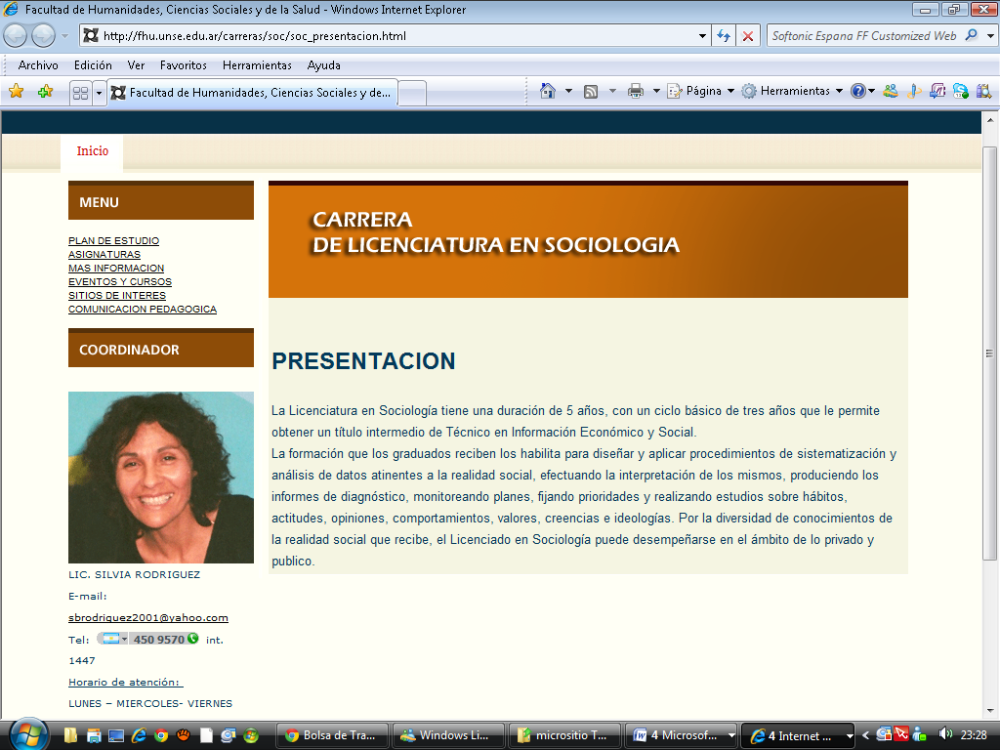 Facultad de Humanidades, Ciencias Sociales y de la Salud - Windows Internet Explorer
http://fhu.unse.edu.ar/carreras/soc/soc_presentacion.html
Softonic Espana FF Customized Web
Archivo Edición Ver Favoritos Herramientas Ayuda
Facultad de Humanidades, Ciencias Sociales y de...
Página Herramientas
Inicio
MENU
PLAN DE ESTUDIO
ASIGNATURAS
MAS INFORMACION
EVENTOS Y CURSOS
SITIOS DE INTERES
COMUNICACION PEDAGOGICA
COORDINADOR
LIC. SILVIA RODRIGUEZ
E-mail:
sbrodriguez2001@yahoo.com
Tel: 450 9570 int.
1447
Horario de atención:
LUNES – MIERCOLES- VIERNES
CARRERA
DE LICENCIATURA EN SOCIOLOGIA
PRESENTACION
La Licenciatura en Sociología tiene una duración de 5 años, con un ciclo básico de tres años que le permite
obtener un título intermedio de Técnico en Información Económico y Social.
La formación que los graduados reciben los habilita para diseñar y aplicar procedimientos de sistematización y
análisis de datos atinentes a la realidad social, efectuando la interpretación de los mismos, produciendo los
informes de diagnóstico, monitoreando planes, fijando prioridades y realizando estudios sobre hábitos,
actitudes, opiniones, comportamientos, valores, creencias e ideologías. Por la diversidad de conocimientos de
la realidad social que recibe, el Licenciado en Sociología puede desempeñarse en el ámbito de lo privado y
publico.
Bolsa de Tra... Windows Li... micrositio T... 4 Microsof... 4 Internet ... 23:28